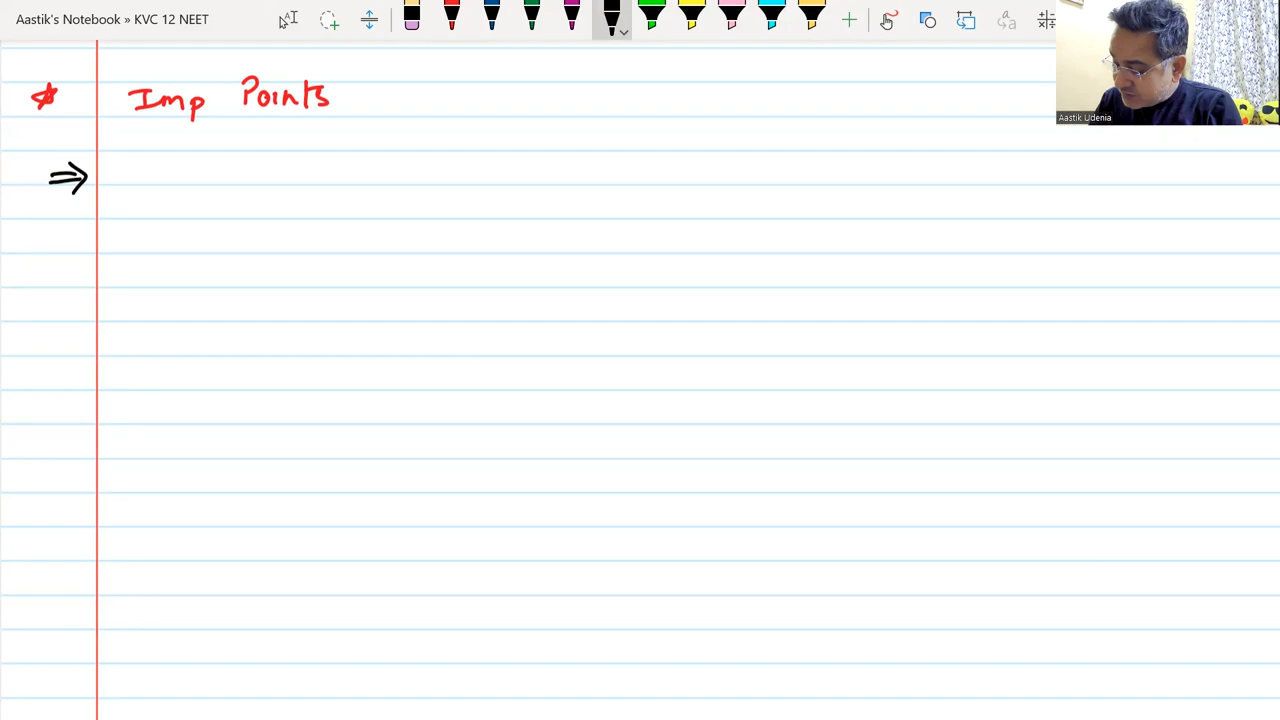 Aastik's Notebook » KVC 12 NEET
* Imp Points
⇒
Aastik Udenia